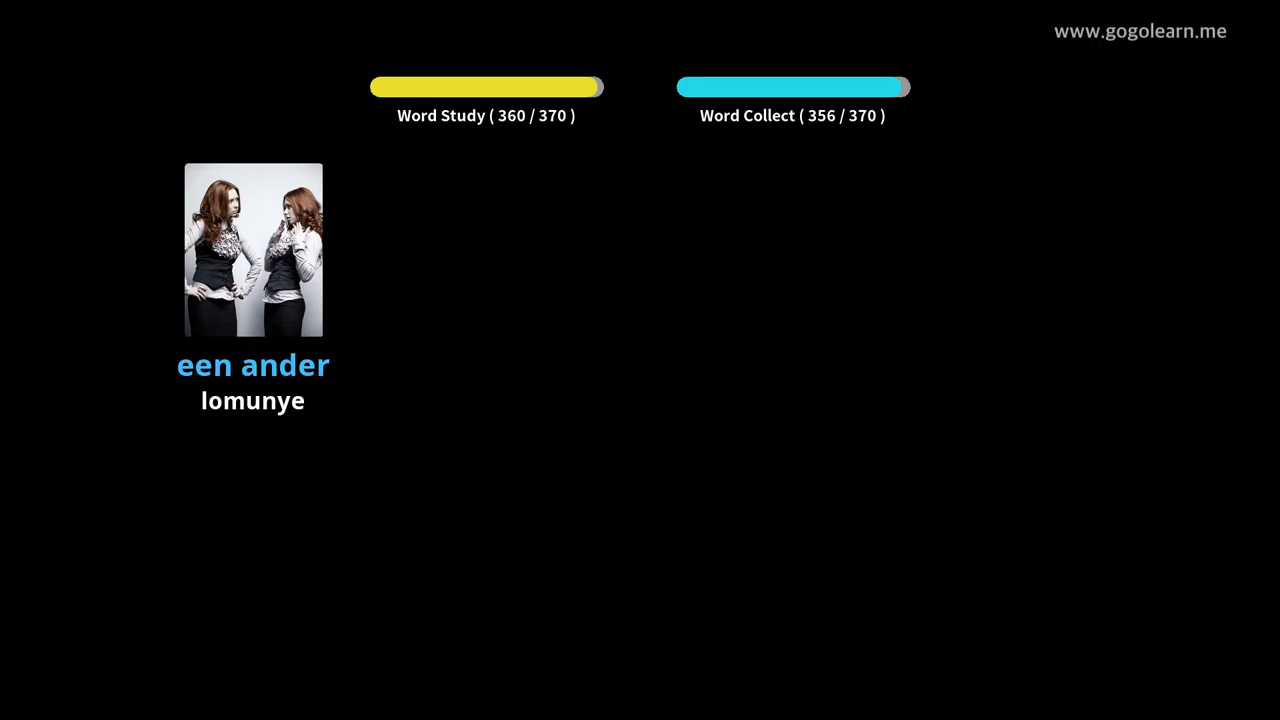 www.gogolearn.me
Word Study ( 360 / 370 )
Word Collect ( 356 / 370 )
een ander
lomunye